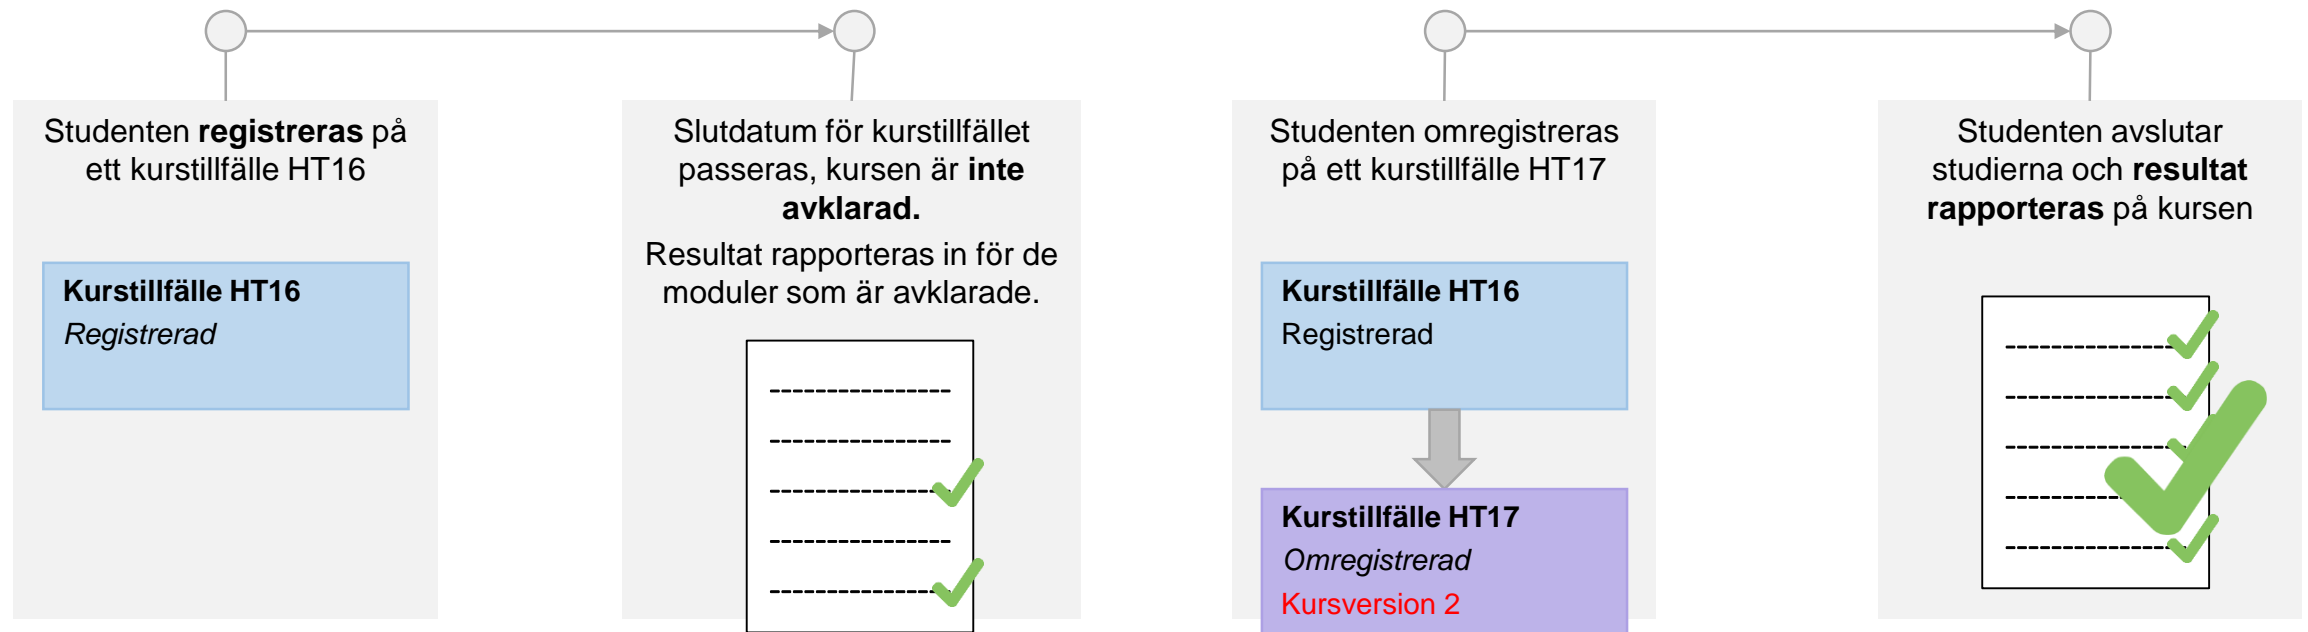 Studenten registreras på
ett kurstillfälle HT16
Kurstillfälle HT16
Registrerad
Slutdatum för kurstillfället
passeras, kursen är inte
avklarad.
Resultat rapporteras in för de
moduler som är avklarade.
Studenten omregistreras
på ett kurstillfälle HT17
Kurstillfälle HT16
Registrerad
Kurstillfälle HT17
Omregistrerad
Kursversion 2
Studenten avslutar
studierna och resultat
rapporteras på kursen